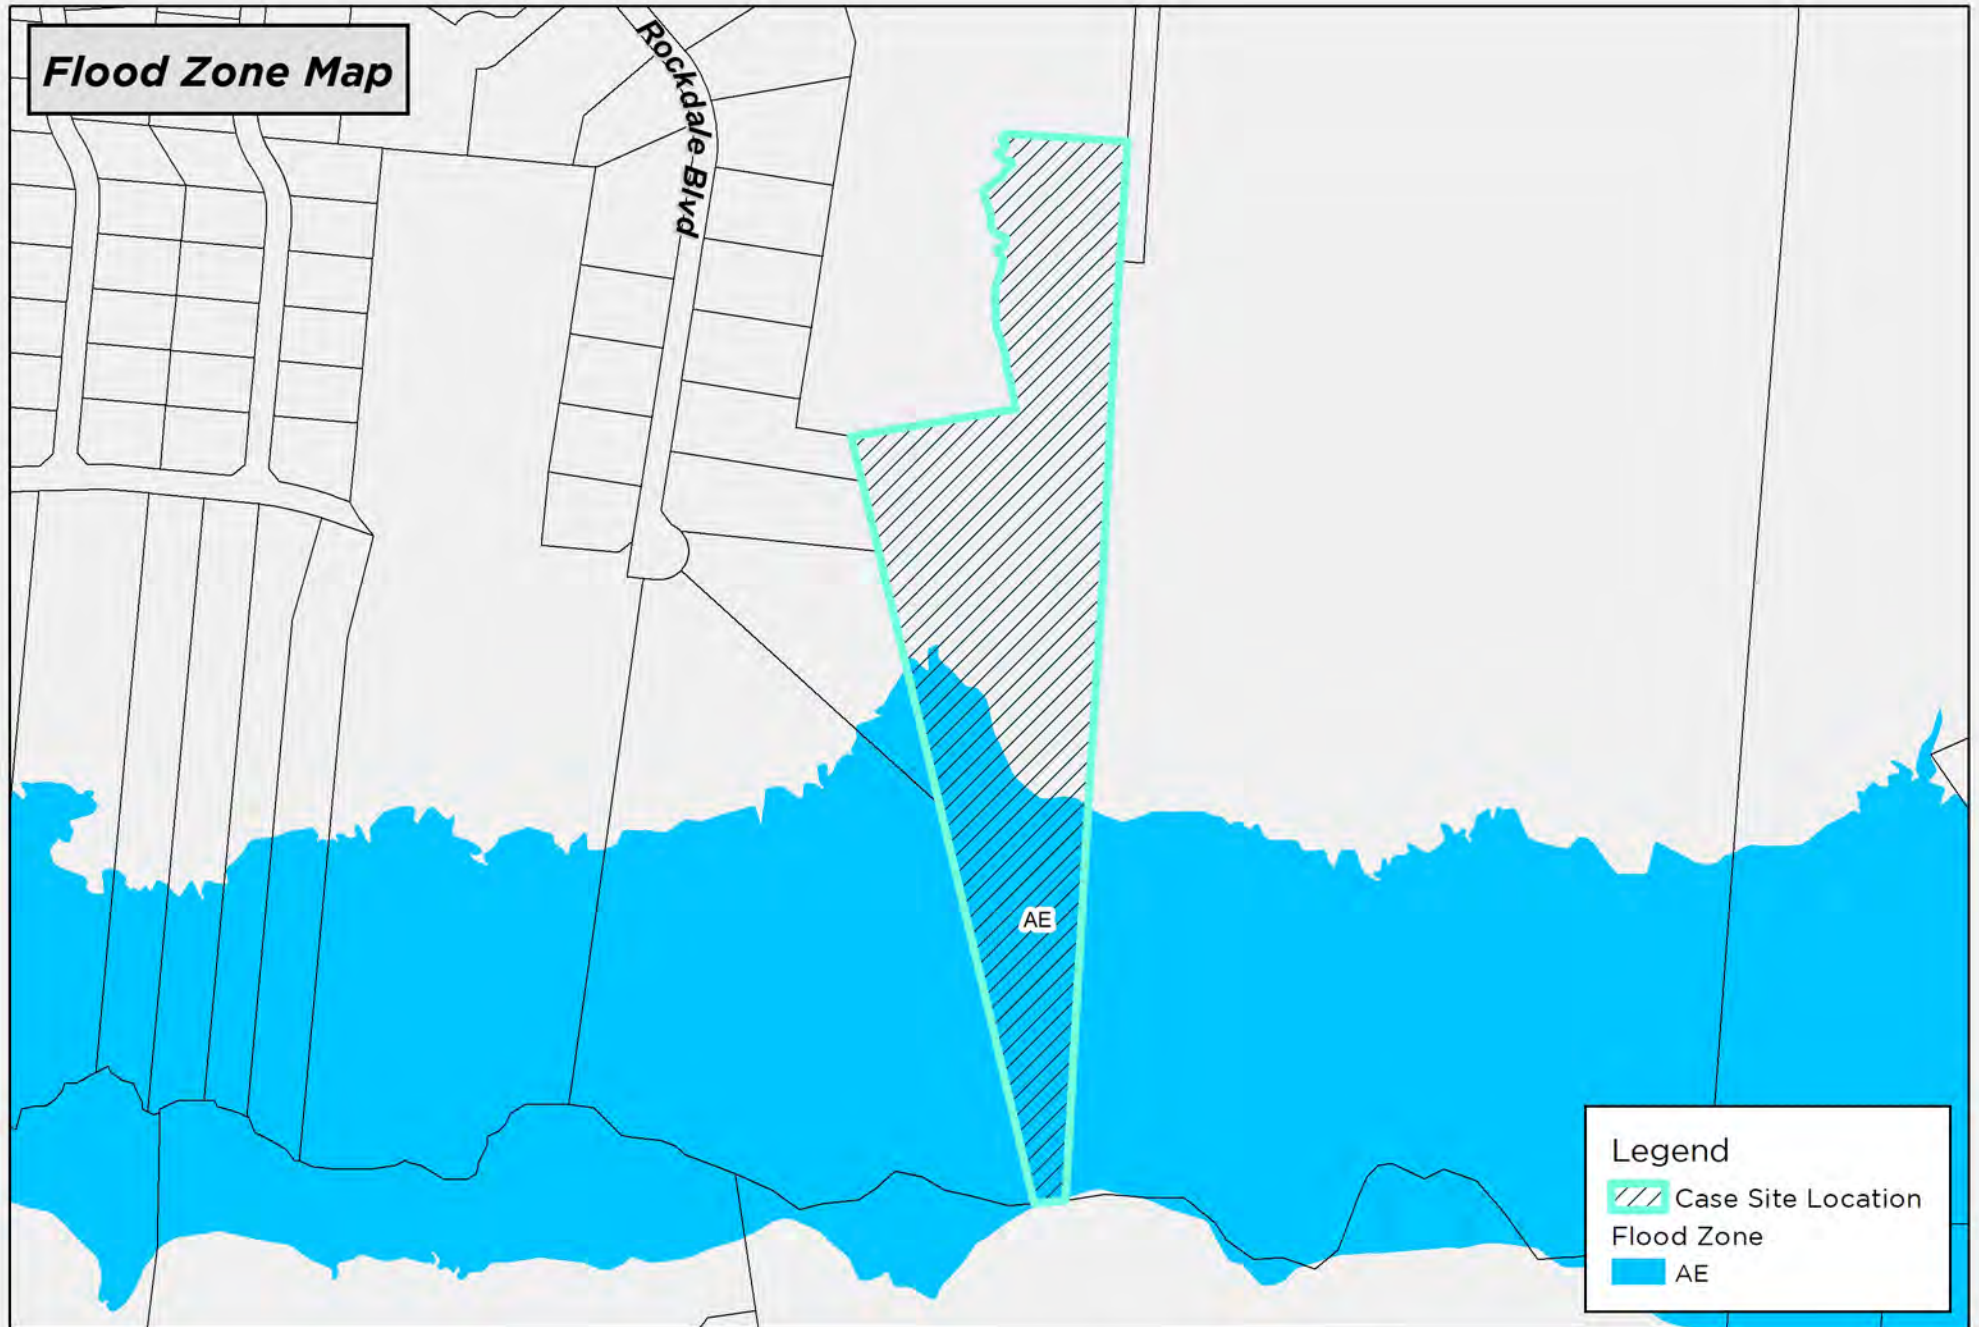 Flood Zone Map
Rockdale Blvd
AE
Legend
Case Site Location
Flood Zone
AE